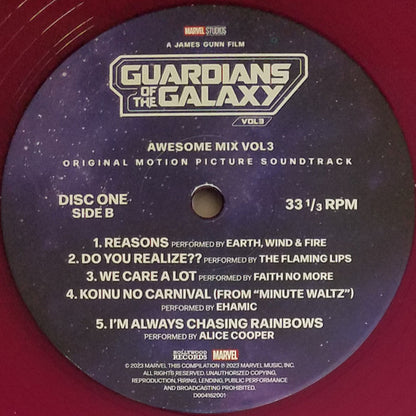 MARVEL STUDIOS
A JAMES GUNN FILM
GUARDIANS
OF THE GALAXY
VOL3
AWESOME MIX VOL3
ORIGINAL MOTION PICTURE SOUNDTRACK
DISC ONE
SIDE B
33 1/3 RPM
1. REASONS PERFORMED BY EARTH, WIND & FIRE
2. DO YOU REALIZE?? PERFORMED BY THE FLAMING LIPS
3. WE CARE A LOT PERFORMED BY FAITH NO MORE
4. KOINU NO CARNIVAL (FROM “MINUTE WALTZ”)
PERFORMED BY EHAMIC
5. I'M ALWAYS CHASING RAINBOWS
PERFORMED BY ALICE COOPER
HOLLYWOOD
RECORDS
MARVEL
© 2023 MARVEL THIS COMPILATION ℗ 2023 MARVEL MUSIC, INC.
ALL RIGHTS RESERVED. UNAUTHORIZED COPYING,
REPRODUCTION, HIRING, LENDING, PUBLIC PERFORMANCE
AND BROADCASTING PROHIBITED.
D004152001